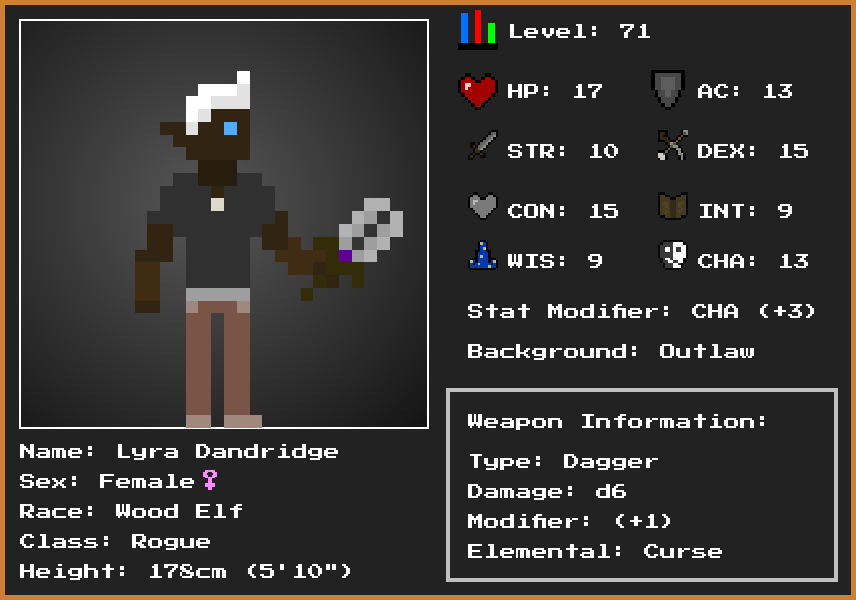 Level: 71
HP: 17 AC: 13
STR: 10 DEX: 15
CON: 15 INT: 9
WIS: 9 CHA: 13
Stat Modifier: CHA (+3)
Background: Outlaw
Weapon Information:
Type: Dagger
Damage: d6
Modifier: (+1)
Elemental: Curse
Name: Lyra Dandridge
Sex: Female♀
Race: Wood Elf
Class: Rogue
Height: 178cm (5'10")